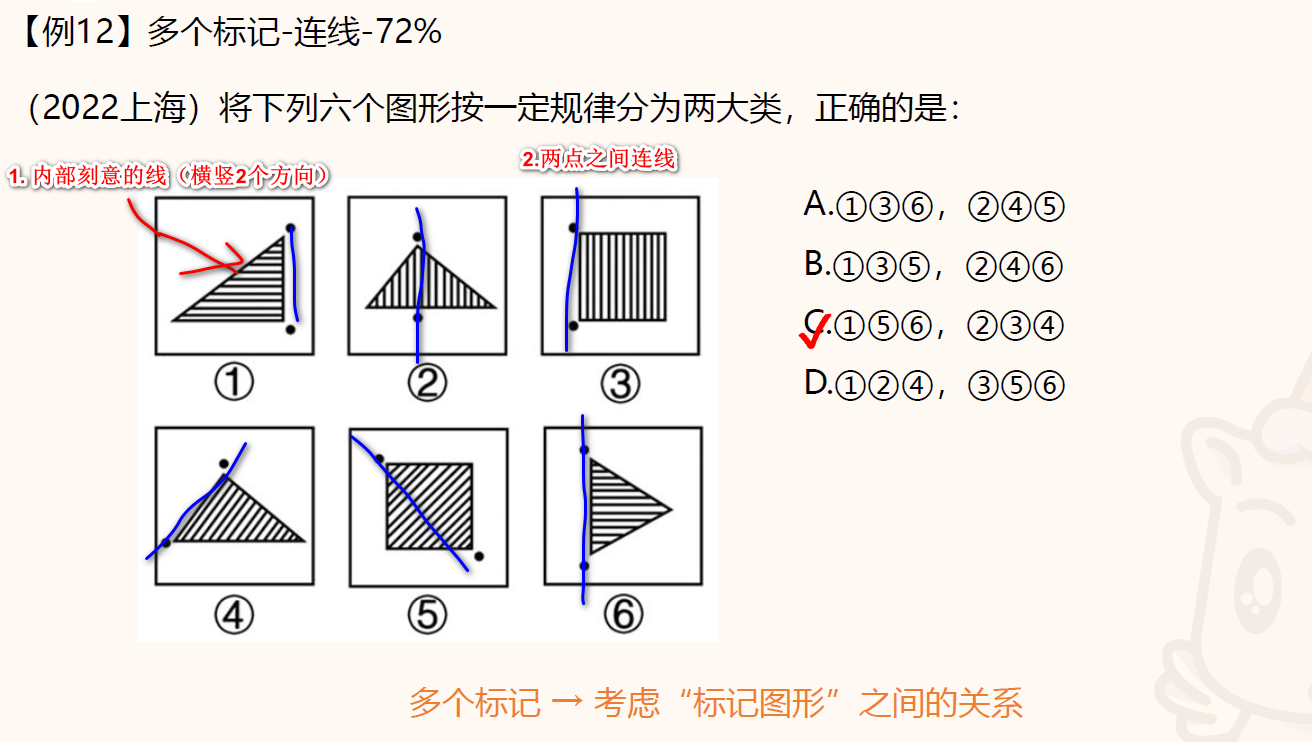 【例12】多个标记-连线-72%
（2022上海）将下列六个图形按一定规律分为两大类，正确的是：
1. 内部刻意的线（横竖2个方向）
2.两点之间连线
A.①③⑥，②④⑤
B.①③⑤，②④⑥
C.①⑤⑥，②③④
D.①②④，③⑤⑥
① ② ③
④ ⑤ ⑥
多个标记 → 考虑“标记图形”之间的关系